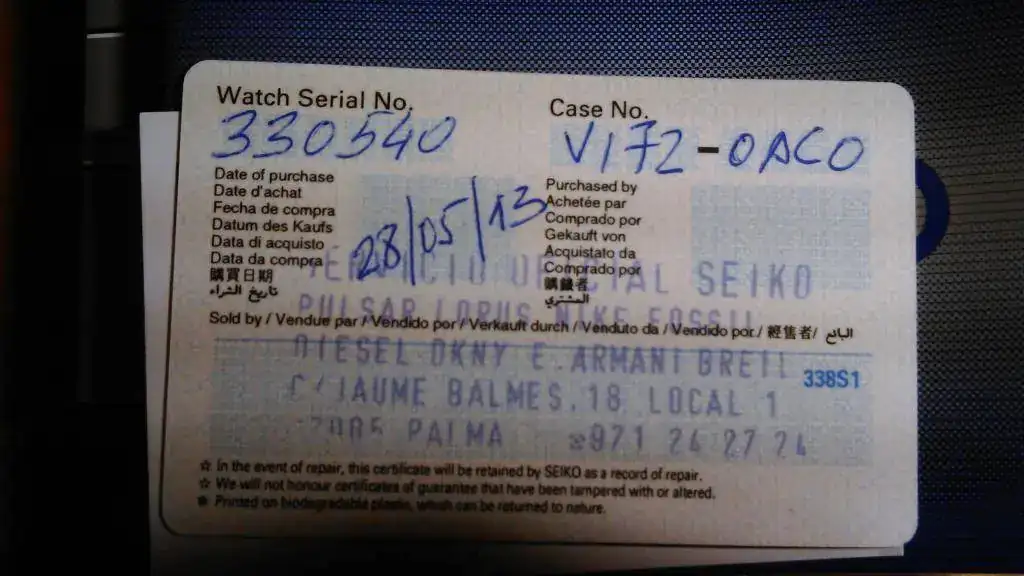 Watch Serial No.
330540
Case No.
V172-0AC0
Date of purchase
Date d'achat
Fecha de compra
Datum des Kaufs
Data di acquisto
Data da compra
購買日期
تاريخ الشراء
28/05/13
Purchased by
Achetée par
Comprado por
Gekauft von
Acquistato da
Comprado por
購錶者
المشتري
SERVICIO OFICIAL SEIKO
PULSAR LORUS NIKE FOSSIL
Sold by / Vendue par / Vendido por / Verkauft durch / Venduto da / Vendido por / 經售者/ البائع
DIESEL DKNY E.ARMANI BREIL
338S1
C/ JAUME BALMES,18 LOCAL 1
PALMA ☎971 24 27 24
☆ In the event of repair, this certificate will be retained by SEIKO as a record of repair.
☆ We will not honour certificates of guarantee that have been tampered with or altered.
Printed on biodegradable plastic, which can be returned to nature.